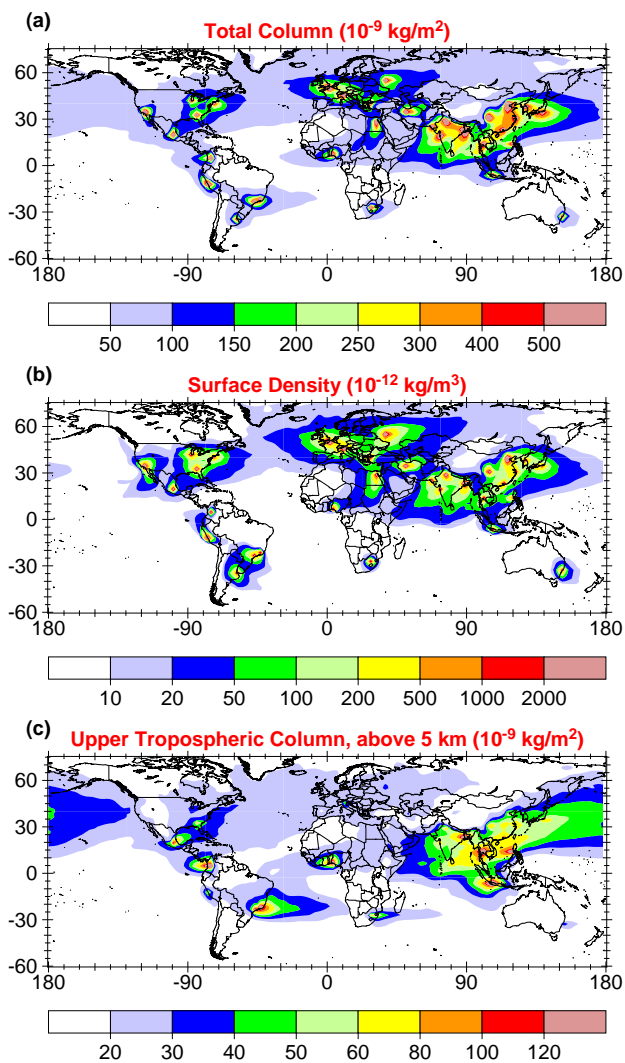 (a)
Total Column (10⁻⁹ kg/m²)
60
30
0
-30
-60
180 -90 0 90 180
50 100 150 200 250 300 400 500
(b)
Surface Density (10⁻¹² kg/m³)
60
30
0
-30
-60
180 -90 0 90 180
10 20 50 100 200 500 1000 2000
(c)
Upper Tropospheric Column, above 5 km (10⁻⁹ kg/m²)
60
30
0
-30
-60
180 -90 0 90 180
20 30 40 50 60 80 100 120